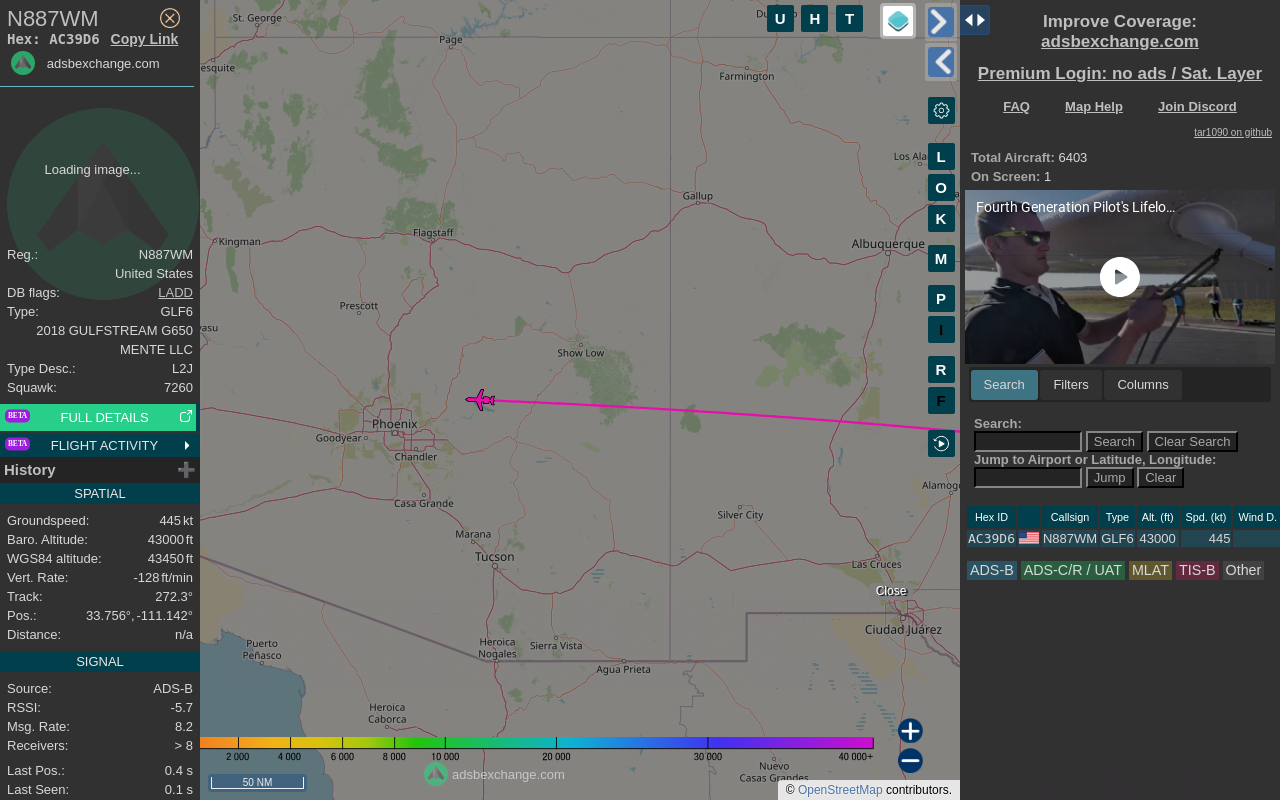 N887WM
Hex: AC39D6 Copy Link
adsbexchange.com
Loading image...
Reg.: N887WM
United States
DB flags: LADD
Type: GLF6
2018 GULFSTREAM G650
MENTE LLC
Type Desc.: L2J
Squawk: 7260
BETA FULL DETAILS
BETA FLIGHT ACTIVITY
History
SPATIAL
Groundspeed: 445 kt
Baro. Altitude: 43000 ft
WGS84 altitude: 43450 ft
Vert. Rate: -128 ft/min
Track: 272.3°
Pos.: 33.756°, -111.142°
Distance: n/a
SIGNAL
Source: ADS-B
RSSI: -5.7
Msg. Rate: 8.2
Receivers: > 8
Last Pos.: 0.4 s
Last Seen: 0.1 s
St. George
Page
esquite
Farmington
Gallup
Kingman
Flagstaff
Albuquerque
Prescott
Show Low
Phoenix
Goodyear
Chandler
Casa Grande
Silver City
Marana
Tucson
Las Cruces
Close
Ciudad Juárez
Puerto
Peñasco
Heroica
Nogales
Sierra Vista
Agua Prieta
Heroica
Caborca
Nuevo
Casas Grandes
U H T
L
O
K
M
P
I
R
F
2 000 4 000 6 000 8 000 10 000 20 000 30 000 40 000+
50 NM
adsbexchange.com
© OpenStreetMap contributors.
Improve Coverage:
adsbexchange.com
Premium Login: no ads / Sat. Layer
FAQ Map Help Join Discord
tar1090 on github
Total Aircraft: 6403
On Screen: 1
Fourth Generation Pilot's Lifelo...
Search Filters Columns
Search:
Search Clear Search
Jump to Airport or Latitude, Longitude:
Jump Clear
Hex ID Callsign Type Alt. (ft) Spd. (kt) Wind D.
AC39D6 N887WM GLF6 43000 445
ADS-B ADS-C/R / UAT MLAT TIS-B Other